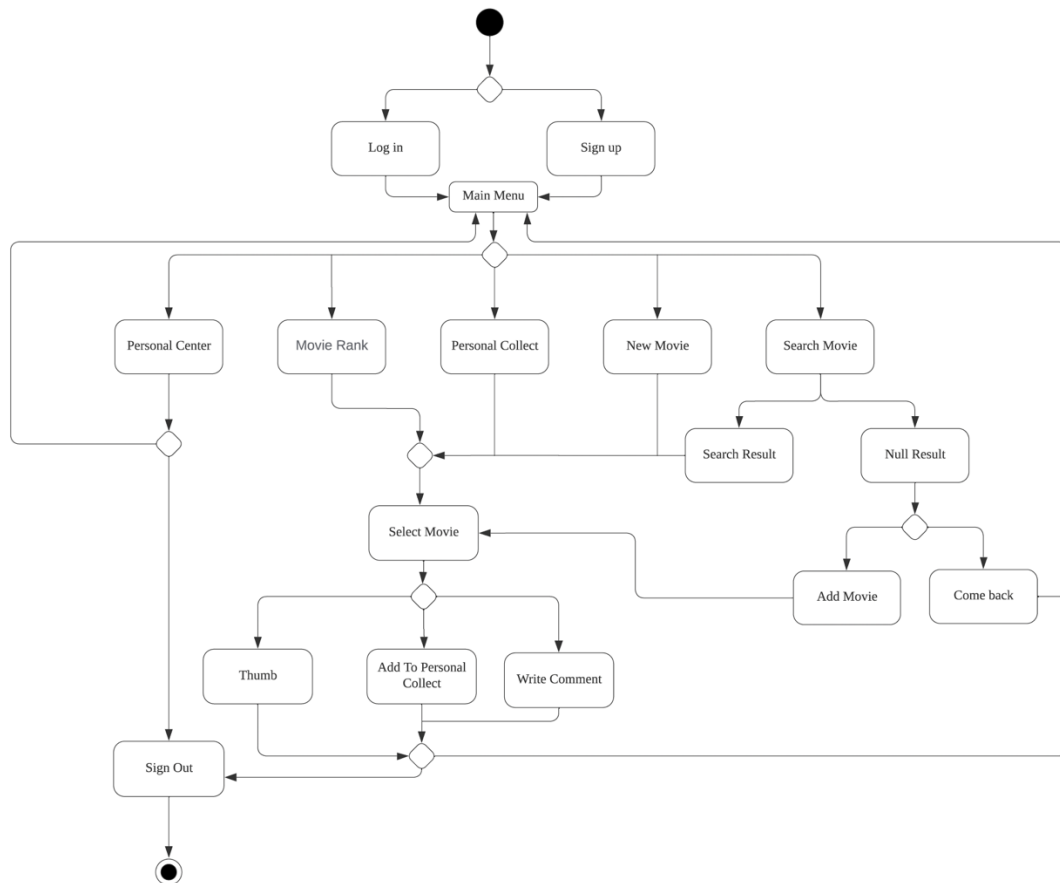 Log in
Sign up
Main Menu
Personal Center
Movie Rank
Personal Collect
New Movie
Search Movie
Search Result
Null Result
Select Movie
Add Movie
Come back
Thumb
Add To Personal
Collect
Write Comment
Sign Out